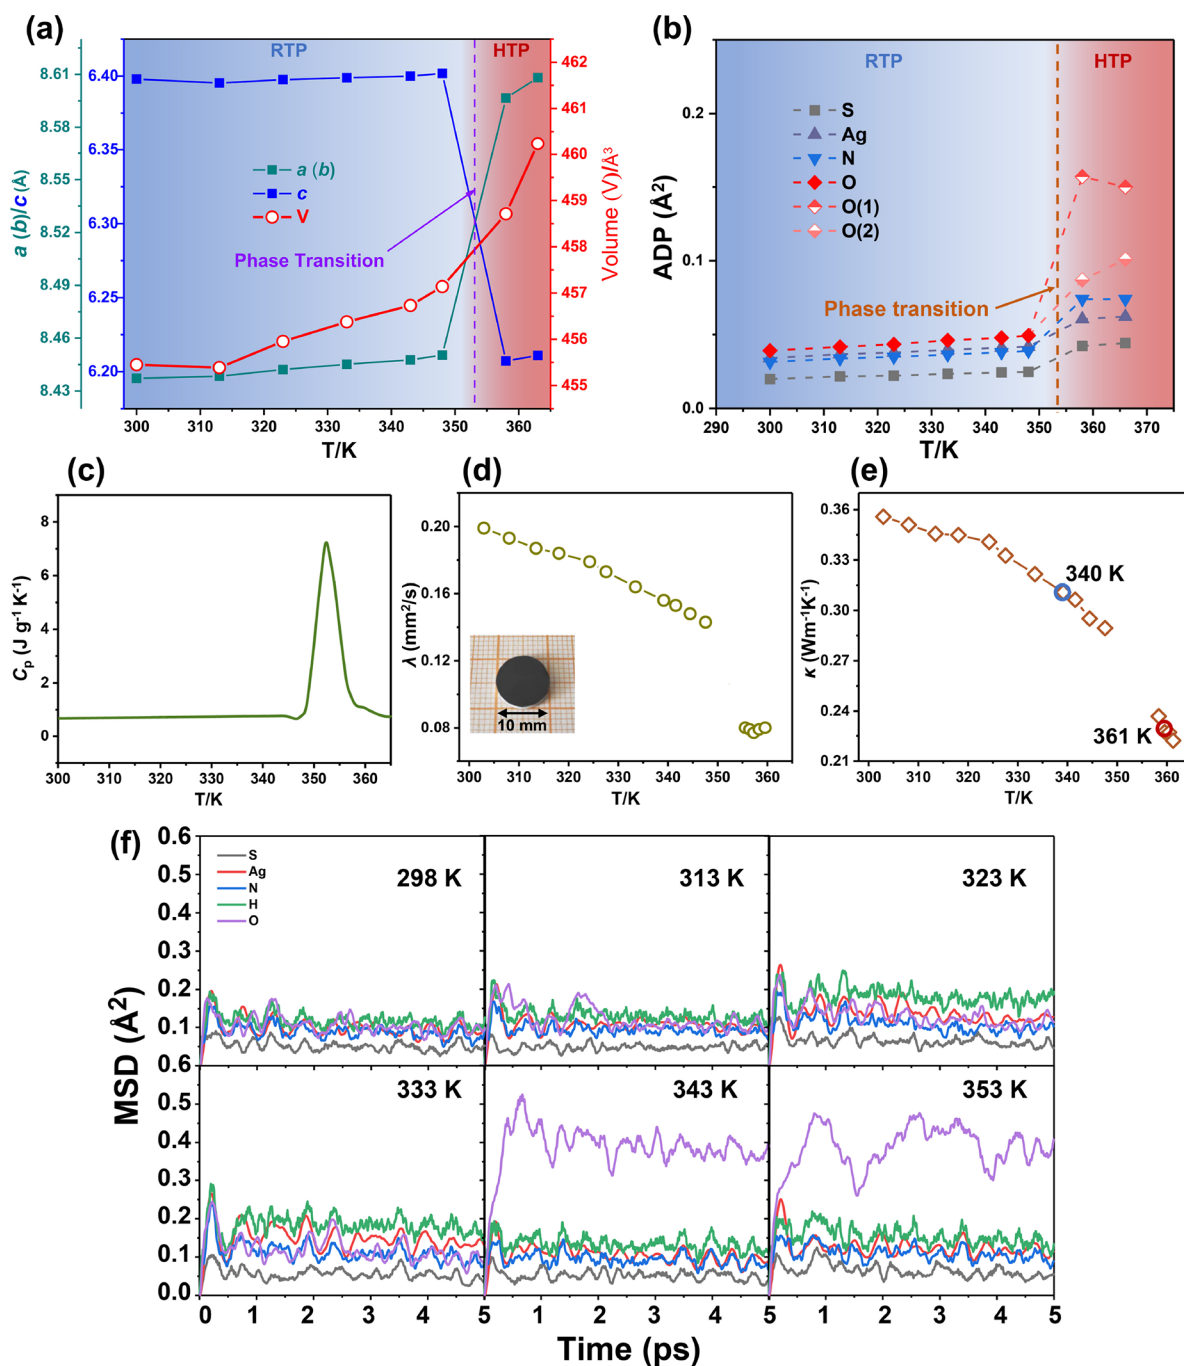 (a)
RTP
HTP
8.61
8.58
8.55
8.52
8.49
8.46
8.43
a (b)/c (Å)
6.40
6.35
6.30
6.25
6.20
a (b)
c
V
Phase Transition
462
461
460
459
458
457
456
455
Volume (V)/Å³
300 310 320 330 340 350 360
T/K
(b)
RTP
HTP
0.2
0.1
0.0
ADP (Å²)
S
Ag
N
O
O(1)
O(2)
Phase transition
290 300 310 320 330 340 350 360 370
T/K
(c)
8
6
4
2
0
Cp (J g⁻¹ K⁻¹)
300 310 320 330 340 350 360
T/K
(d)
0.20
0.16
0.12
0.08
λ (mm²/s)
10 mm
300 310 320 330 340 350 360
T/K
(e)
0.36
0.33
0.30
0.27
0.24
0.21
κ (Wm⁻¹K⁻¹)
340 K
361 K
300 310 320 330 340 350 360
T/K
(f)
0.6
0.5
0.4
0.3
0.2
0.1
0.6
0.5
0.4
0.3
0.2
0.1
0.0
MSD (Å²)
S
Ag
N
H
O
298 K
313 K
323 K
333 K
343 K
353 K
0 1 2 3 4 5 1 2 3 4 5 1 2 3 4 5
Time (ps)